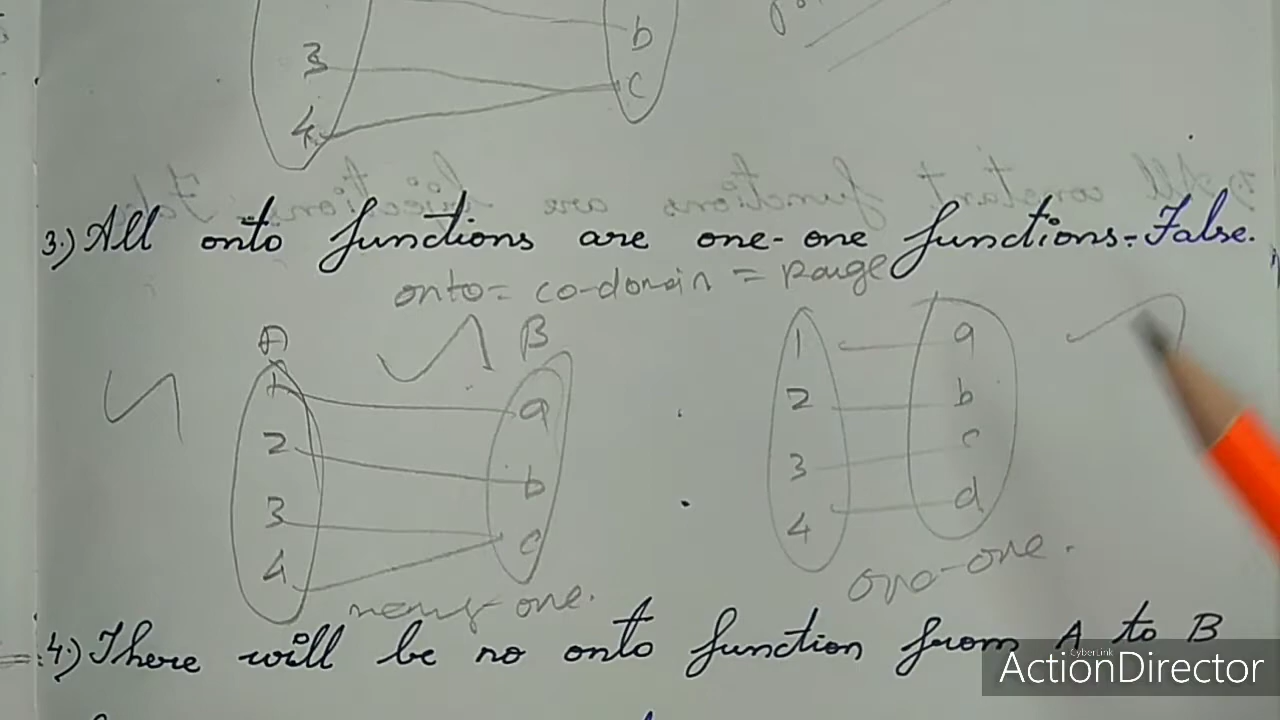 b
3
c
4
3.) All onto functions are one-one functions:-False.
onto = co-domain = Range
A B
1 a
2 b
3 c
4
1 a
2 b
3 c
4 d
many-one.
one-one.
4.) There will be no onto function from A to B
CyberLink
ActionDirector